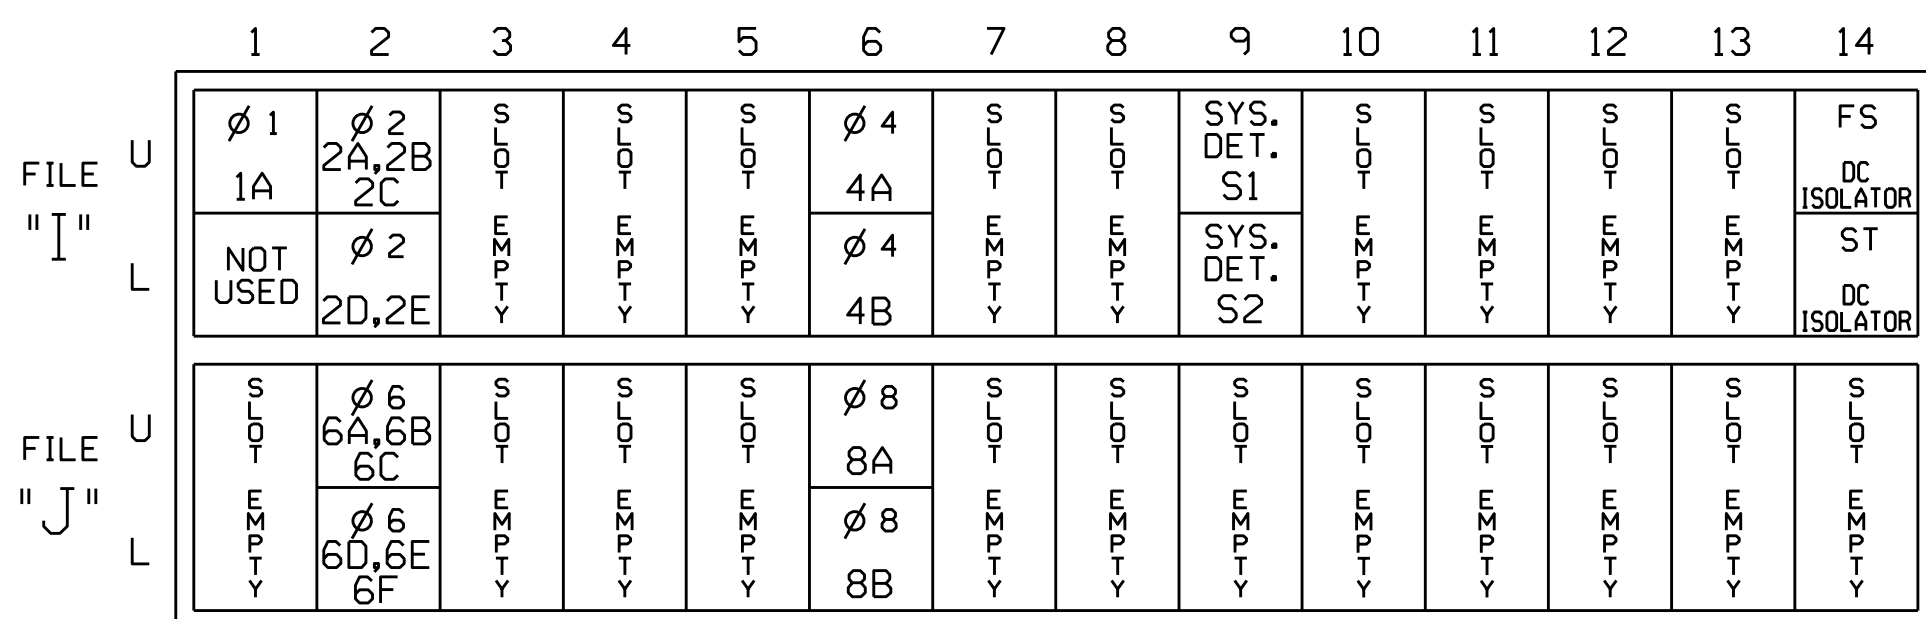 1 2 3 4 5 6 7 8 9 10 11 12 13 14
FILE "I"
U
L
Ø 1
1A
NOT
USED
Ø 2
2A,2B
2C
Ø 2
2D,2E
SLOT EMPTY
SLOT EMPTY
SLOT EMPTY
Ø 4
4A
Ø 4
4B
SLOT EMPTY
SLOT EMPTY
SYS.
DET.
S1
SYS.
DET.
S2
SLOT EMPTY
SLOT EMPTY
SLOT EMPTY
SLOT EMPTY
FS
DC
ISOLATOR
ST
DC
ISOLATOR
FILE "J"
U
L
SLOT EMPTY
Ø 6
6A,6B
6C
Ø 6
6D,6E
6F
SLOT EMPTY
SLOT EMPTY
SLOT EMPTY
Ø 8
8A
Ø 8
8B
SLOT EMPTY
SLOT EMPTY
SLOT EMPTY
SLOT EMPTY
SLOT EMPTY
SLOT EMPTY
SLOT EMPTY
SLOT EMPTY